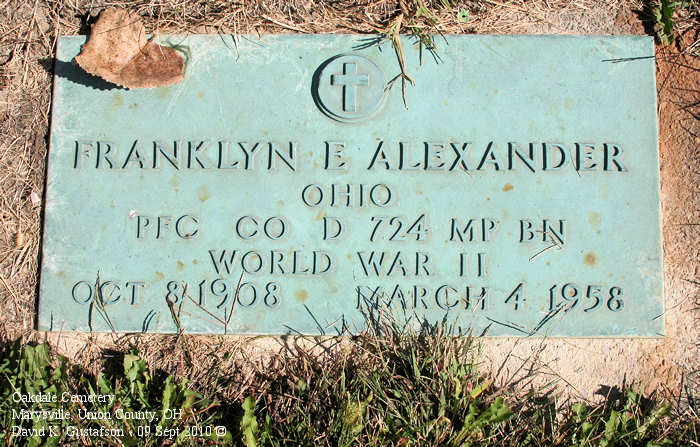 FRANKLYN E ALEXANDER
OHIO
PFC CO D 724 MP BN
WORLD WAR II
OCT 8 1908 MARCH 4 1958
Oakdale Cemetery
Marysville, Union County, OH
David K. Gustafson - 09 Sept 2010 ©